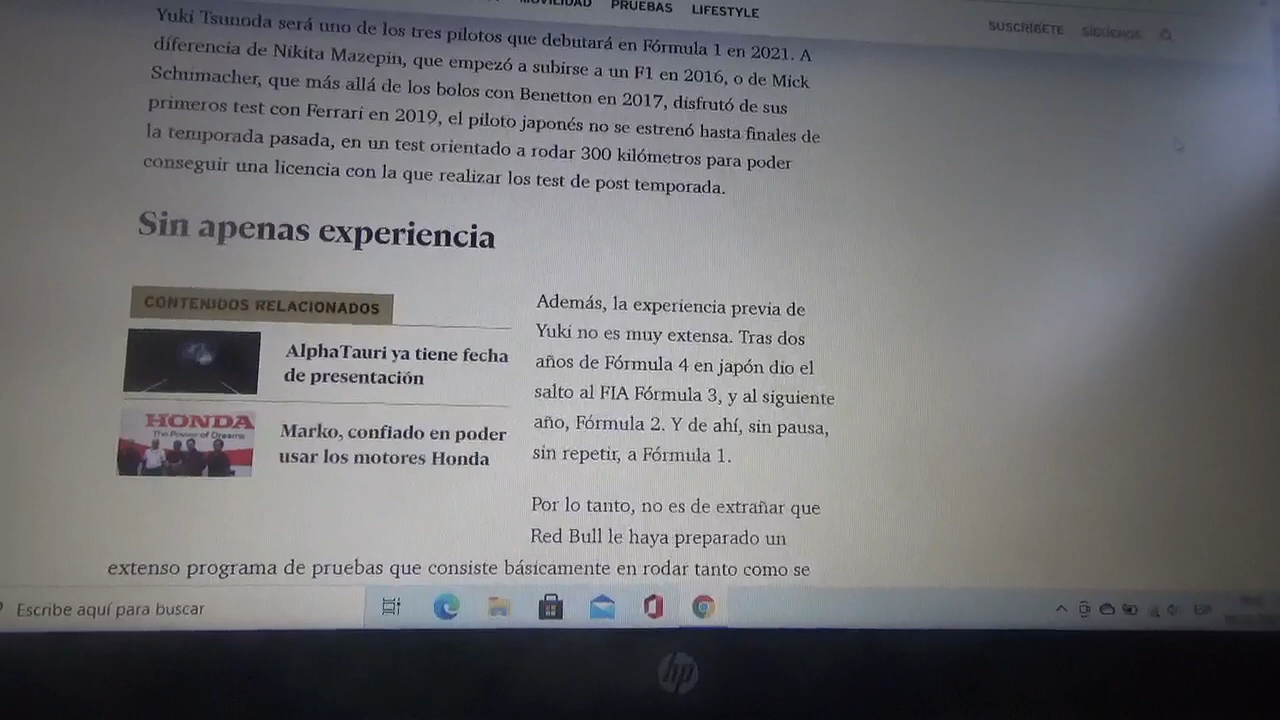 MOVILIDAD PRUEBAS LIFESTYLE
SUSCRÍBETE SÍGUENOS
Yuki Tsunoda será uno de los tres pilotos que debutará en Fórmula 1 en 2021. A
diferencia de Nikita Mazepin, que empezó a subirse a un F1 en 2016, o de Mick
Schumacher, que más allá de los bolos con Benetton en 2017, disfrutó de sus
primeros test con Ferrari en 2019, el piloto japonés no se estrenó hasta finales de
la temporada pasada, en un test orientado a rodar 300 kilómetros para poder
conseguir una licencia con la que realizar los test de post temporada.
Sin apenas experiencia
CONTENIDOS RELACIONADOS
AlphaTauri ya tiene fecha
de presentación
HONDA
The Power of Dreams
Marko, confiado en poder
usar los motores Honda
Además, la experiencia previa de
Yuki no es muy extensa. Tras dos
años de Fórmula 4 en japón dio el
salto al FIA Fórmula 3, y al siguiente
año, Fórmula 2. Y de ahí, sin pausa,
sin repetir, a Fórmula 1.
Por lo tanto, no es de extrañar que
Red Bull le haya preparado un
extenso programa de pruebas que consiste básicamente en rodar tanto como se
Escribe aquí para buscar
ESP
hp